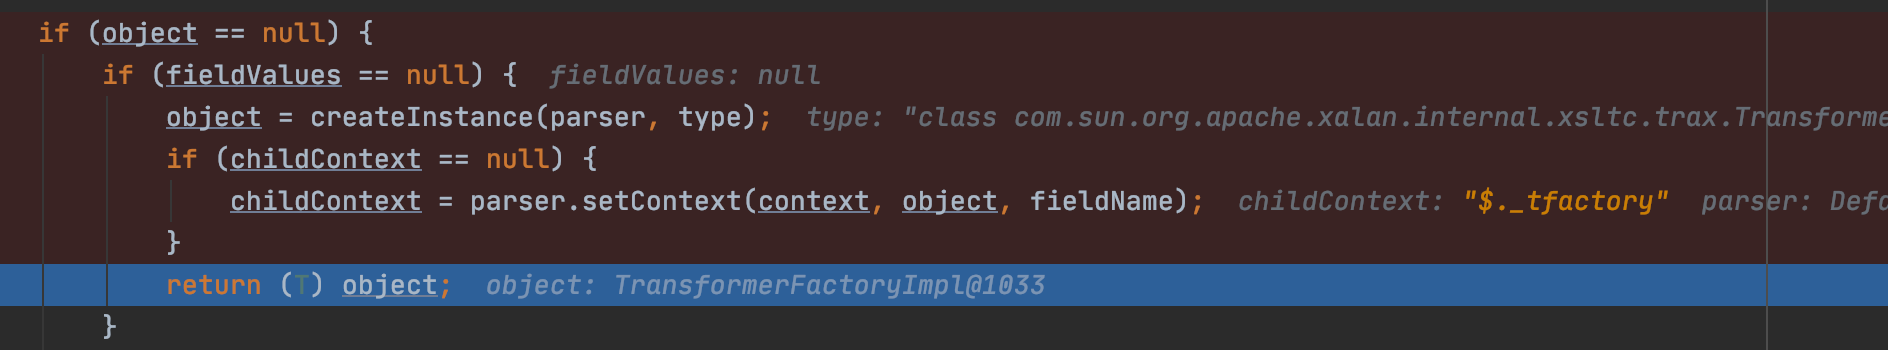 if (object == null) {
if (fieldValues == null) { fieldValues: null
object = createInstance(parser, type); type: "class com.sun.org.apache.xalan.internal.xsltc.trax.Transforme
if (childContext == null) {
childContext = parser.setContext(context, object, fieldName); childContext: "$._tfactory" parser: Defa
}
return (T) object; object: TransformerFactoryImpl@1033
}